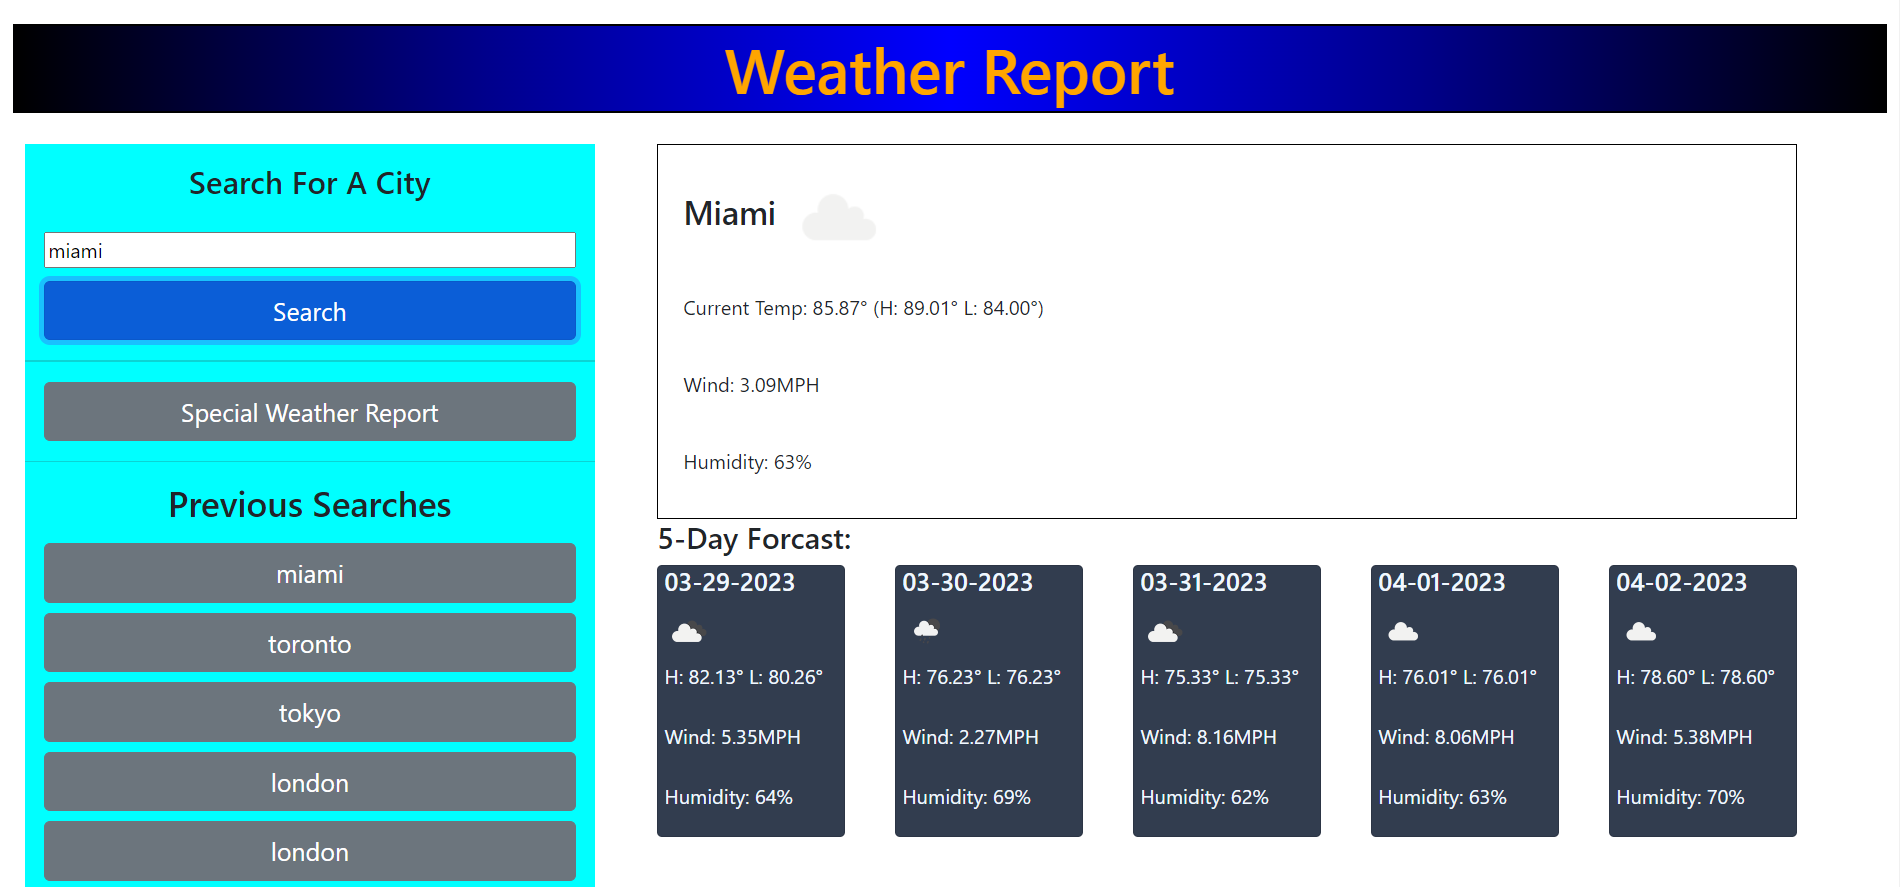 Weather Report
Search For A City
miami
Search
Special Weather Report
Previous Searches
miami
toronto
tokyo
london
london
Miami
Current Temp: 85.87° (H: 89.01° L: 84.00°)
Wind: 3.09MPH
Humidity: 63%
5-Day Forcast:
03-29-2023
H: 82.13° L: 80.26°
Wind: 5.35MPH
Humidity: 64%
03-30-2023
H: 76.23° L: 76.23°
Wind: 2.27MPH
Humidity: 69%
03-31-2023
H: 75.33° L: 75.33°
Wind: 8.16MPH
Humidity: 62%
04-01-2023
H: 76.01° L: 76.01°
Wind: 8.06MPH
Humidity: 63%
04-02-2023
H: 78.60° L: 78.60°
Wind: 5.38MPH
Humidity: 70%